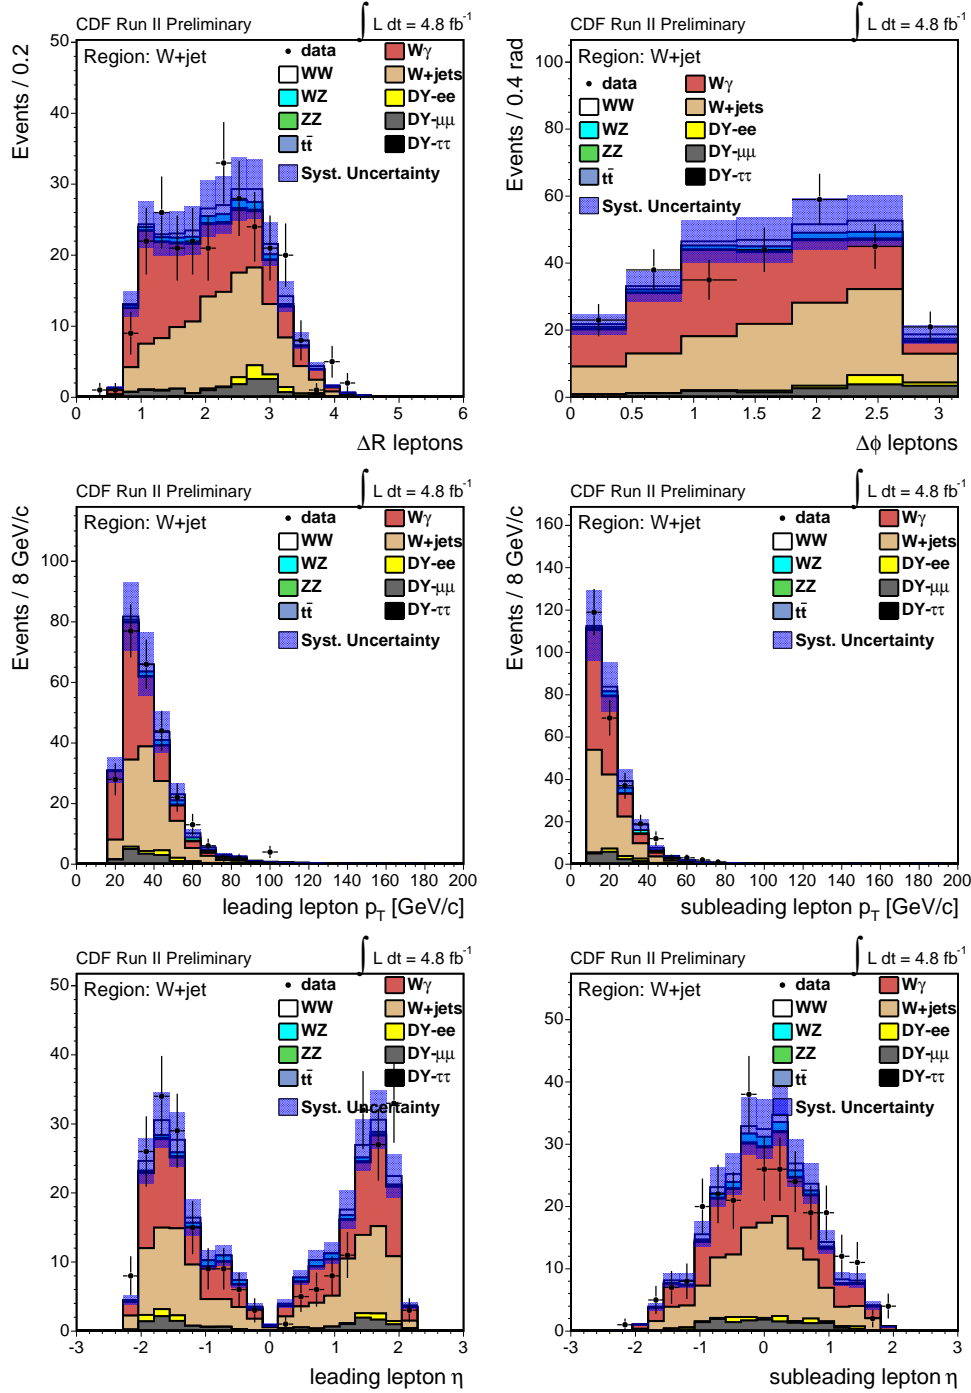 CDF Run II Preliminary
∫ L dt = 4.8 fb⁻¹
Region: W+jet
Events / 0.2
50
40
30
20
10
0
data
WW
WZ
ZZ
tt̄
Wγ
W+jets
DY-ee
DY-μμ
DY-ττ
Syst. Uncertainty
0 1 2 3 4 5 6
ΔR leptons
CDF Run II Preliminary
∫ L dt = 4.8 fb⁻¹
Region: W+jet
Events / 0.4 rad
100
80
60
40
20
0
data
WW
WZ
ZZ
tt̄
Wγ
W+jets
DY-ee
DY-μμ
DY-ττ
Syst. Uncertainty
0 0.5 1 1.5 2 2.5 3
Δϕ leptons
CDF Run II Preliminary
∫ L dt = 4.8 fb⁻¹
Region: W+jet
Events / 8 GeV/c
100
80
60
40
20
0
data
WW
WZ
ZZ
tt̄
Wγ
W+jets
DY-ee
DY-μμ
DY-ττ
Syst. Uncertainty
0 20 40 60 80 100 120 140 160 180 200
leading lepton p_T [GeV/c]
CDF Run II Preliminary
∫ L dt = 4.8 fb⁻¹
Region: W+jet
Events / 8 GeV/c
160
140
120
100
80
60
40
20
0
data
WW
WZ
ZZ
tt̄
Wγ
W+jets
DY-ee
DY-μμ
DY-ττ
Syst. Uncertainty
0 20 40 60 80 100 120 140 160 180 200
subleading lepton p_T [GeV/c]
CDF Run II Preliminary
∫ L dt = 4.8 fb⁻¹
Region: W+jet
50
40
30
20
10
0
data
WW
WZ
ZZ
tt̄
Wγ
W+jets
DY-ee
DY-μμ
DY-ττ
Syst. Uncertainty
-3 -2 -1 0 1 2 3
leading lepton η
CDF Run II Preliminary
∫ L dt = 4.8 fb⁻¹
Region: W+jet
50
40
30
20
10
0
data
WW
WZ
ZZ
tt̄
Wγ
W+jets
DY-ee
DY-μμ
DY-ττ
Syst. Uncertainty
-3 -2 -1 0 1 2 3
subleading lepton η